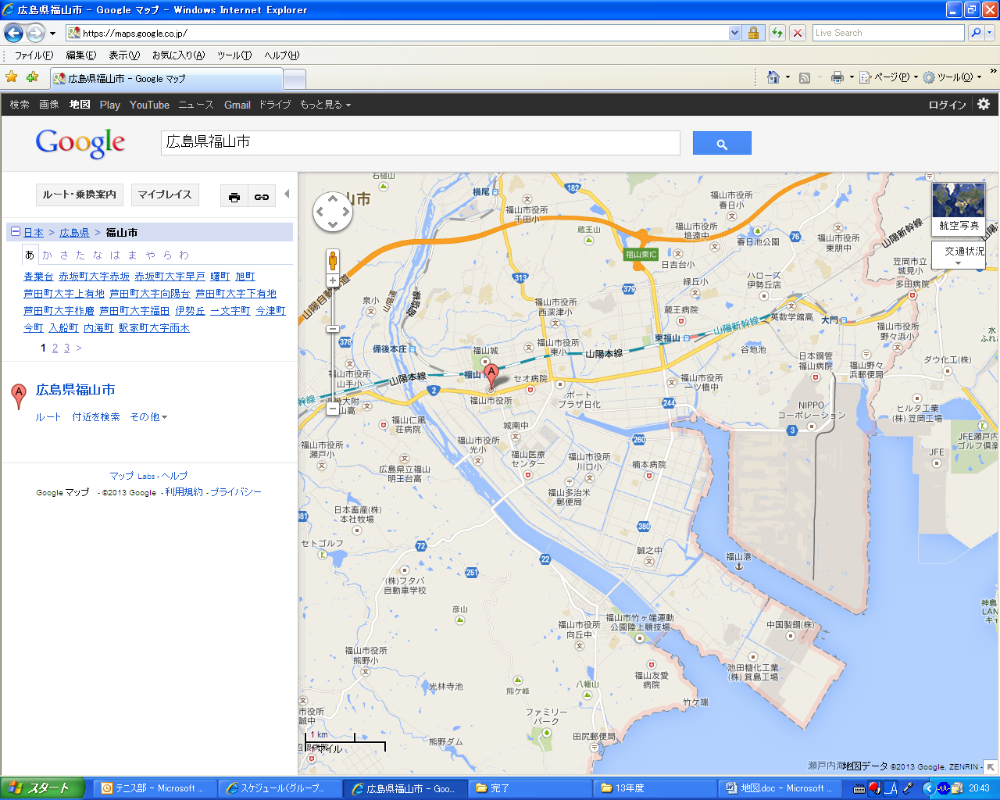 広島県福山市 - Google マップ - Windows Internet Explorer
https://maps.google.co.jp/
Live Search
ファイル(F) 編集(E) 表示(V) お気に入り(A) ツール(T) ヘルプ(H)
広島県福山市 - Google マップ
ページ(P) ツール(O)
検索 画像 地図 Play YouTube ニュース Gmail ドライブ もっと見る ログイン
Google 広島県福山市
ルート・乗換案内 マイプレイス
日本 > 広島県 > 福山市
あ か さ た な は ま や ら わ
青葉台 赤坂町大字赤坂 赤坂町大字早戸 曙町 旭町
芦田町大字上有地 芦田町大字向陽台 芦田町大字下有地
芦田町大字柞磨 芦田町大字福田 伊勢丘 一文字町 今津町
今町 入船町 内海町 駅家町大字雨木
1 2 3 >
A 広島県福山市
ルート 付近を検索 その他
マップ Labs - ヘルプ
Google マップ - ©2013 Google - 利用規約 - プライバシー
石槌山
山市
横尾
182
福山市役所
千田小
福山市役所
春日小
航空写真
交通状況
蔵王山
福山市役所
培遠中
春日池公園
76
福山市役所
東朋中
山陽新幹線
福山東IC
日吉台小
笠岡市立
城見小
多田病院
山陽自動車道
313
379
緑丘小
ハローズ
伊勢丘店
泉小
山陽道
福塩線
福山市役所
西深津小
蔵王病院
英数学館高
大門
山陽新幹線
福山市役所
野々浜小
378
備後本庄
福山城
福山市役所
東小
東福山
山陽本線
谷地池
日本鋼管
福山病院
福山野々
浜郵便局
ダウ化工(株)
福山市役所
山手小
山陽本線
福山
A
セオ病院
福山市役所
一ツ橋中
幹線
2
福山市役所
ポート
プラザ日化
244
NIPPO
コーポレーション
ヒルタ工業
(株) 笠岡工場
福山仁風
荘病院
城南中
3
JFE瀬戸内
ゴルフ倶楽
福山市役所
瀬戸小
福山市役所
光小
260
JFE
福山医療
センター
福山市役所
川口小
楠本病院
広島県立福山
明王台高
福山多治米
郵便局
381
日本畜産(株)
本社牧場
380
セトゴルフ
72
誠之中
22
福山港
251
(株)フタバ
自動車学校
彦山
福山市竹ヶ端運動
公園陸上競技場
福山市役所
向丘中
中国製鋼(株)
福山市役所
熊野小
池田糖化工業
(株) 箕島工場
福山友愛
病院
光林寺池
熊ケ峰
八幡山
竹ケ端
市役所
誠中
ファミリー
パーク
田尻郵便局
熊野ダム
1 km
1 マイル
瀬戸内海
地図データ ©2013 Google, ZENRIN -
スタート テニス部 - Microsoft ... スケジュール(グループ... 広島県福山市 - Goo... 完了 13年度 地図.doc - Microsoft ... A 20:43